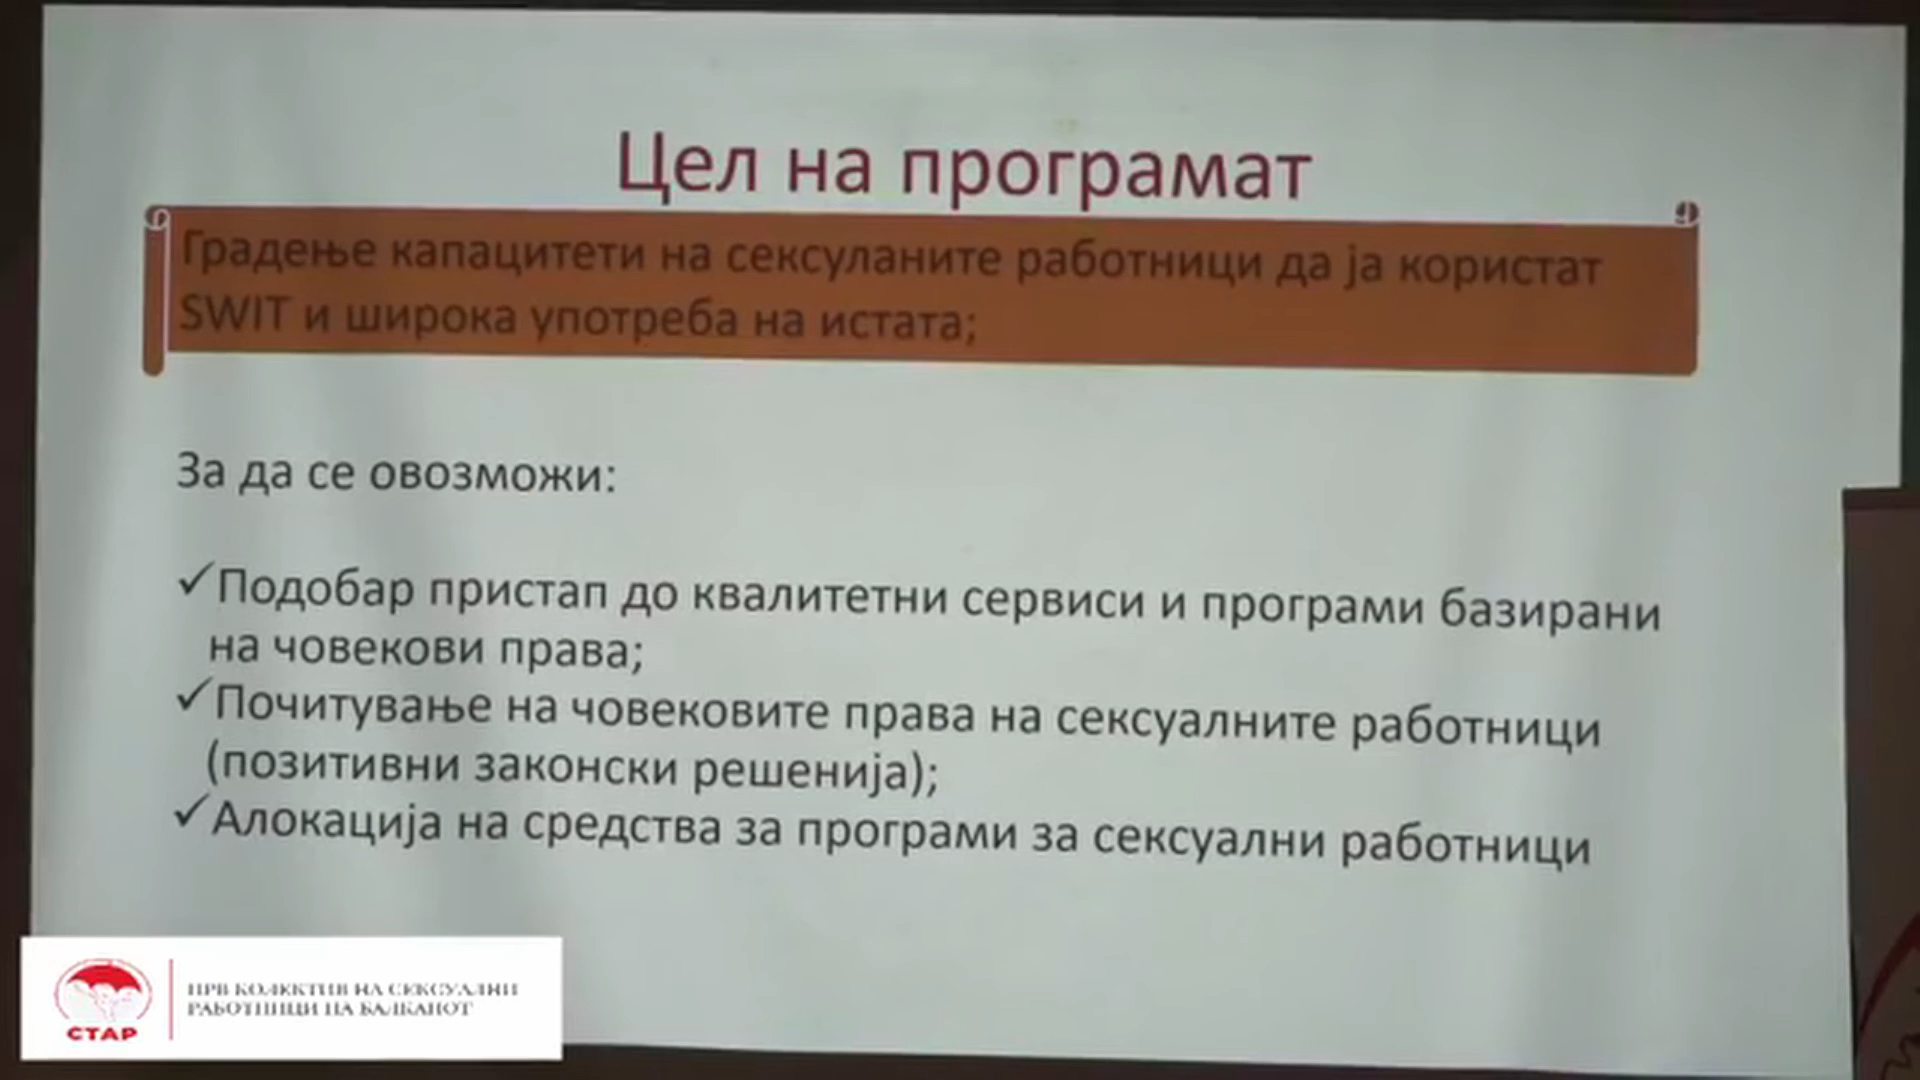 Цел на програмат
Градење капацитети на сексуланите работници да ја користат
SWIT и широка употреба на истата;
За да се овозможи:
✓Подобар пристап до квалитетни сервиси и програми базирани
на човекови права;
✓Почитување на човековите права на сексуалните работници
(позитивни законски решенија);
✓Алокација на средства за програми за сексуални работници
СТАР
ПРВ КОЛЕКТИВ НА СЕКСУАЛНИ
РАБОТНИЦИ НА БАЛКАНОТ